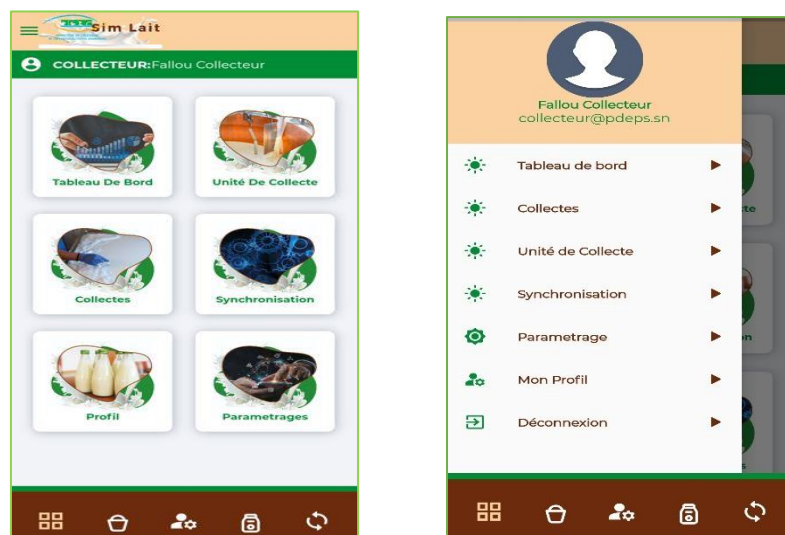 Sim Lait
COLLECTEUR:Fallou Collecteur
Tableau De Bord
Unité De Collecte
Collectes
Synchronisation
Profil
Parametrages
Fallou Collecteur
collecteur@pdeps.sn
Tableau de bord
Collectes
Unité de Collecte
Synchronisation
Parametrage
Mon Profil
Déconnexion